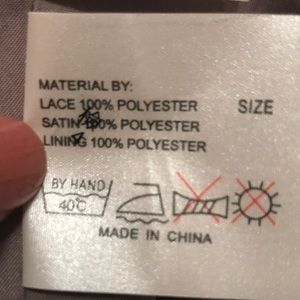 MATERIAL BY:
LACE 100% POLYESTER SIZE
SATIN 100% POLYESTER
LINING 100% POLYESTER
BY HAND
40℃
MADE IN CHINA